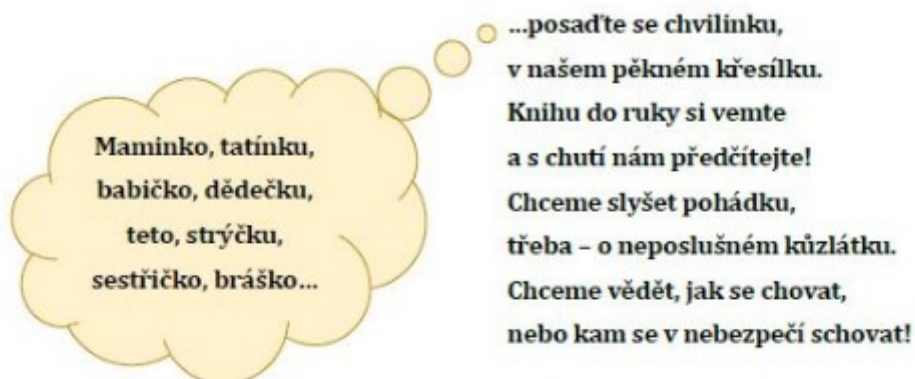 Maminko, tatínku,
babičko, dědečku,
teto, strýčku,
sestřičko, bráško...
...posaďte se chvilinku,
v našem pěkném křesílku.
Knihu do ruky si vemte
a s chutí nám předčítejte!
Chceme slyšet pohádku,
třeba – o neposlušném kůzlátku.
Chceme vědět, jak se chovat,
nebo kam se v nebezpečí schovat!